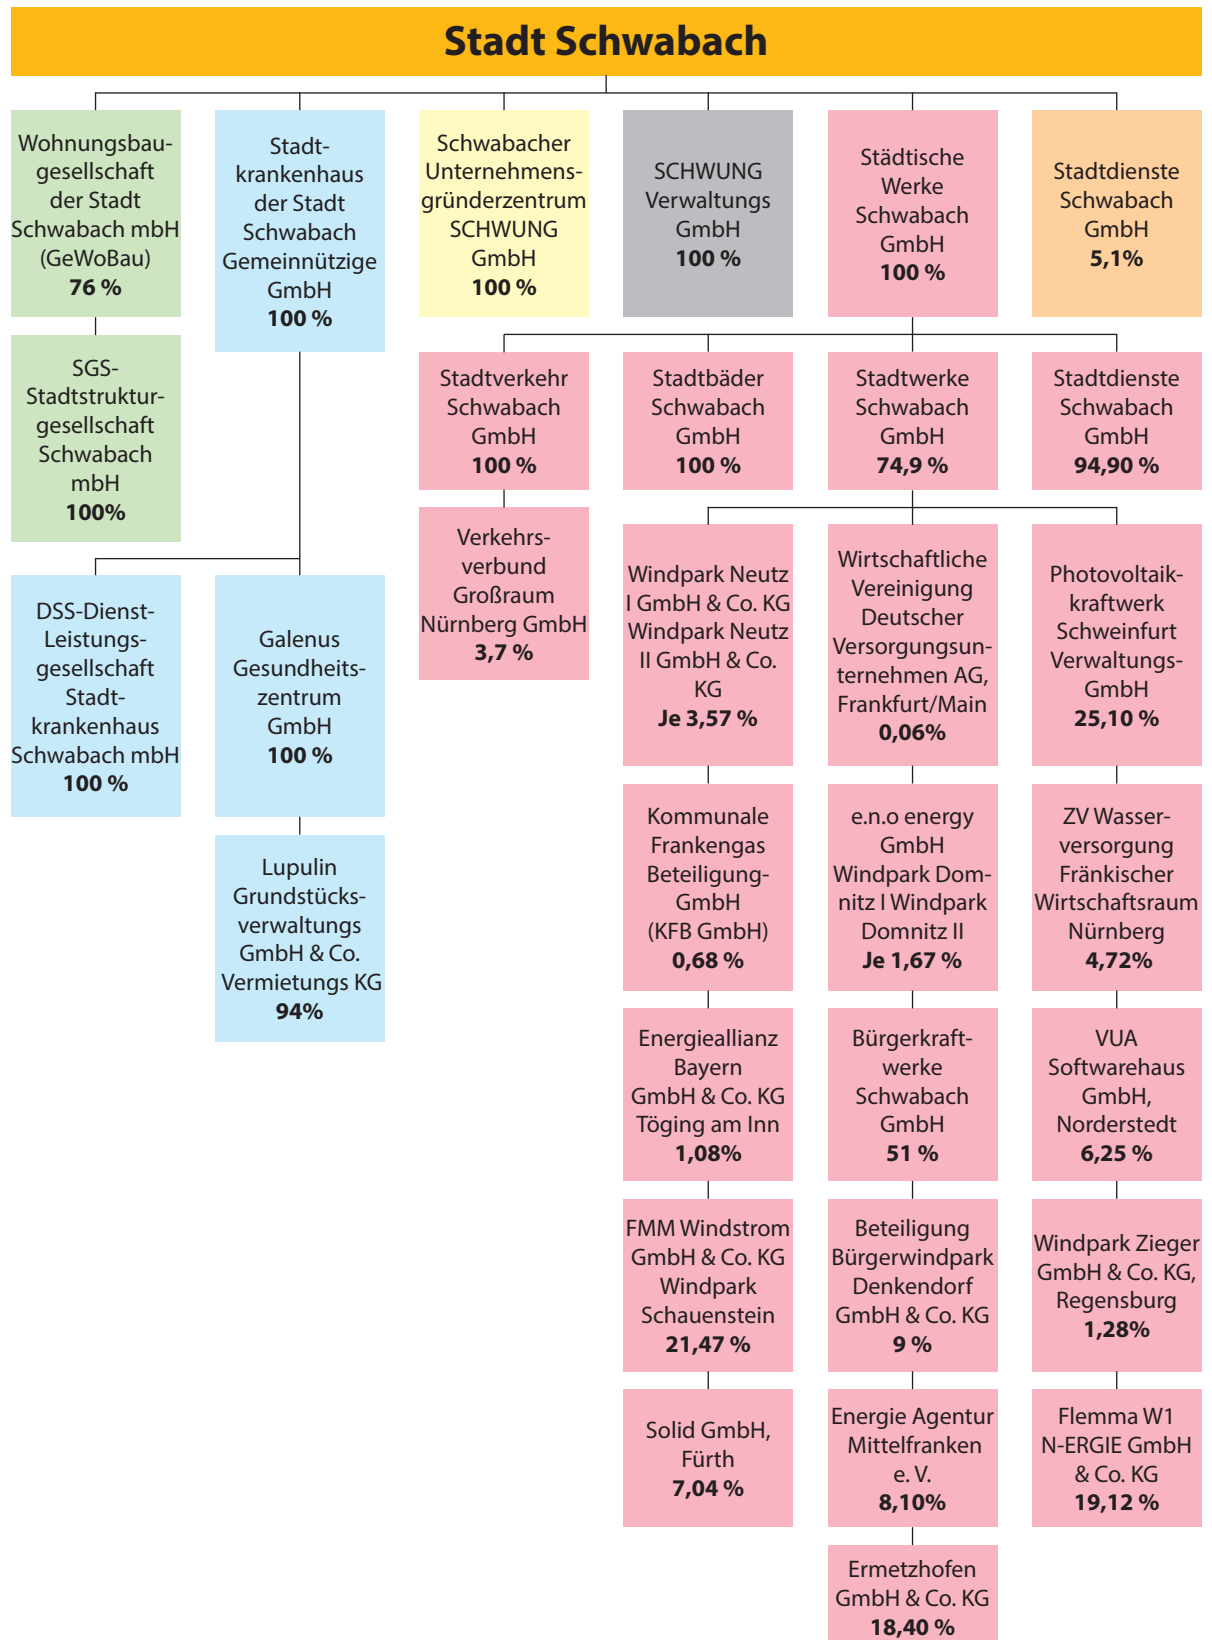 Stadt Schwabach
Wohnungsbau-
gesellschaft
der Stadt
Schwabach mbH
(GeWoBau)
76 %
Stadt-
krankenhaus
der Stadt
Schwabach
Gemeinnützige
GmbH
100 %
Schwabacher
Unternehmens-
gründerzentrum
SCHWUNG
GmbH
100 %
SCHWUNG
Verwaltungs
GmbH
100 %
Städtische
Werke
Schwabach
GmbH
100 %
Stadtdienste
Schwabach
GmbH
5,1%
SGS-
Stadtstruktur-
gesellschaft
Schwabach
mbH
100%
Stadtverkehr
Schwabach
GmbH
100 %
Stadtbäder
Schwabach
GmbH
100 %
Stadtwerke
Schwabach
GmbH
74,9 %
Stadtdienste
Schwabach
GmbH
94,90 %
Verkehrs-
verbund
Großraum
Nürnberg GmbH
3,7 %
DSS-Dienst-
Leistungs-
gesellschaft
Stadt-
krankenhaus
Schwabach mbH
100 %
Galenus
Gesundheits-
zentrum
GmbH
100 %
Windpark Neutz
I GmbH & Co. KG
Windpark Neutz
II GmbH & Co.
KG
Je 3,57 %
Wirtschaftliche
Vereinigung
Deutscher
Versorgungsun-
ternehmen AG,
Frankfurt/Main
0,06%
Photovoltaik-
kraftwerk
Schweinfurt
Verwaltungs-
GmbH
25,10 %
Lupulin
Grundstücks-
verwaltungs
GmbH & Co.
Vermietungs KG
94%
Kommunale
Frankengas
Beteiligung-
GmbH
(KFB GmbH)
0,68 %
e.n.o energy
GmbH
Windpark Dom-
nitz I Windpark
Domnitz II
Je 1,67 %
ZV Wasser-
versorgung
Fränkischer
Wirtschaftsraum
Nürnberg
4,72%
Energieallianz
Bayern
GmbH & Co. KG
Töging am Inn
1,08%
Bürgerkraft-
werke
Schwabach
GmbH
51 %
VUA
Softwarehaus
GmbH,
Norderstedt
6,25 %
FMM Windstrom
GmbH & Co. KG
Windpark
Schauenstein
21,47 %
Beteiligung
Bürgerwindpark
Denkendorf
GmbH & Co. KG
9 %
Windpark Zieger
GmbH & Co. KG,
Regensburg
1,28%
Solid GmbH,
Fürth
7,04 %
Energie Agentur
Mittelfranken
e. V.
8,10%
Flemma W1
N-ERGIE GmbH
& Co. KG
19,12 %
Ermetzhofen
GmbH & Co. KG
18,40 %